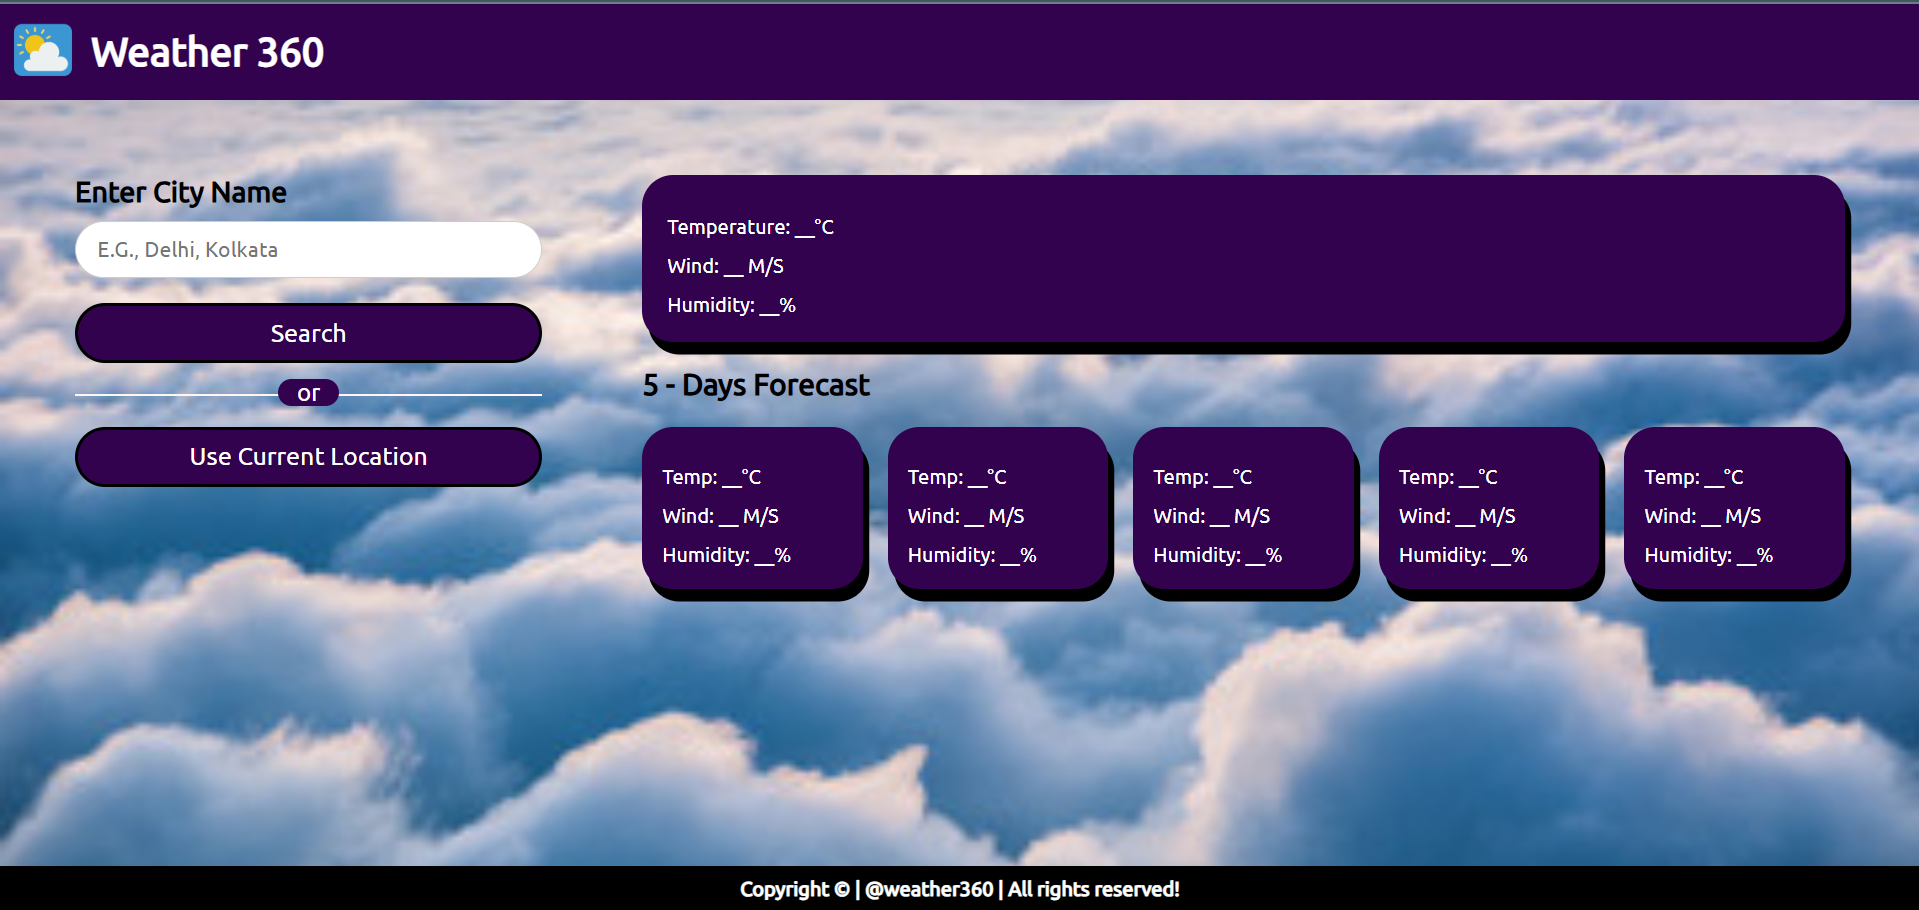 Weather 360
Enter City Name
E.G., Delhi, Kolkata
Search
or
Use Current Location
Temperature: __°C
Wind: __ M/S
Humidity: __%
5 - Days Forecast
Temp: __°C
Wind: __ M/S
Humidity: __%
Temp: __°C
Wind: __ M/S
Humidity: __%
Temp: __°C
Wind: __ M/S
Humidity: __%
Temp: __°C
Wind: __ M/S
Humidity: __%
Temp: __°C
Wind: __ M/S
Humidity: __%
Copyright © | @weather360 | All rights reserved!